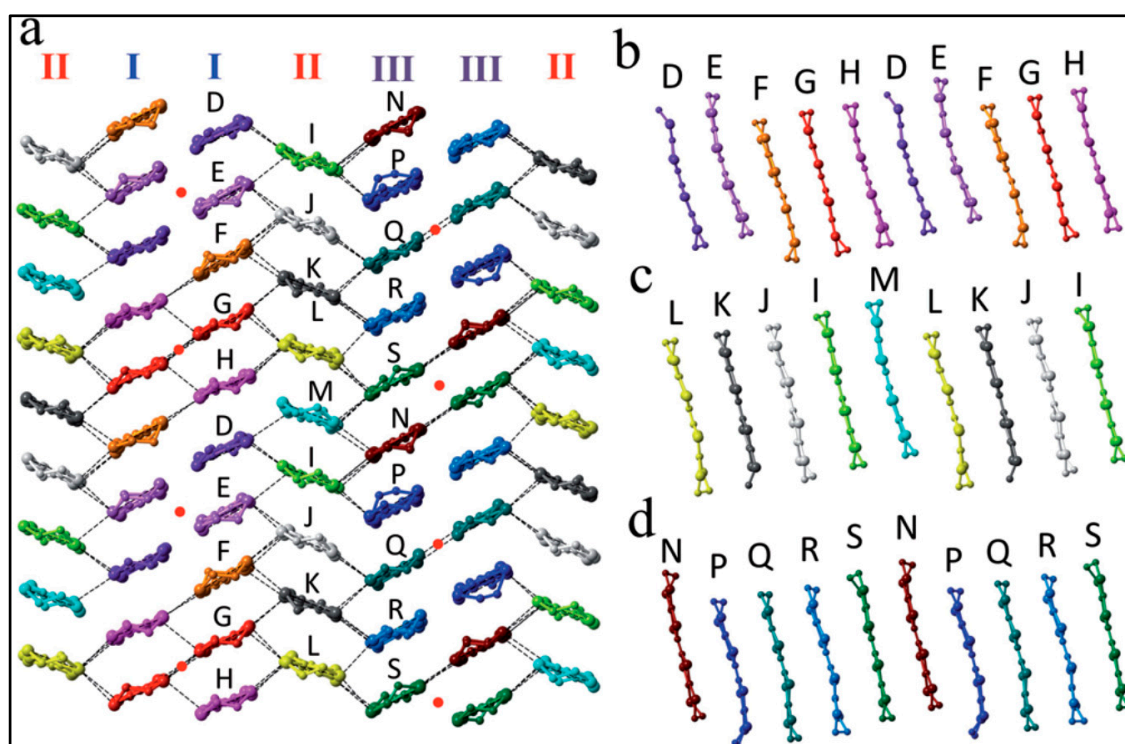 a
II I I II III III II
D
N
I
P
E
J
Q
F
K
R
L
G
S
H
M
D
N
I
P
E
J
Q
F
K
R
G
L
S
H
b
D E F G H D E F G H
c
L K J I M L K J I
d
N P Q R S N P Q R S